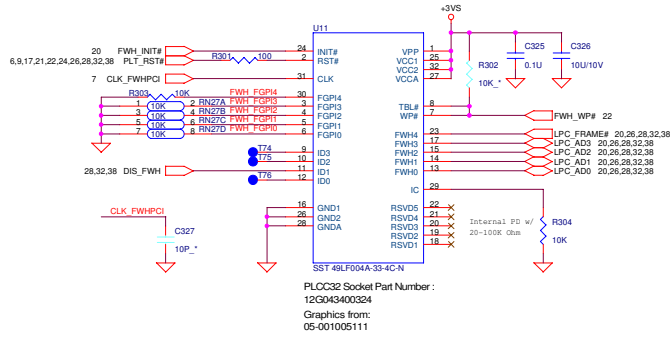 +3VS
U11
20 FWH_INIT# 24 INIT# VPP 1
6,9,17,21,22,24,26,28,32,38 PLT_RST# R301 100 2 RST# VCC1 25
VCC2 32
7 CLK_FWHPCI 31 CLK VCCA 27
R302 10K_*
C325 0.1U
C326 10U/10V
R303 10K FWH_FGPI4 30 FGPI4
1 10K 2 RN27A FWH_FGPI3 3 FGPI3 TBL# 8
3 10K 4 RN27B FWH_FGPI2 4 FGPI2 WP# 7 FWH_WP# 22
5 10K 6 RN27C FWH_FGPI1 5 FGPI1
7 10K 8 RN27D FWH_FGPI0 6 FGPI0
FWH4 23 LPC_FRAME# 20,26,28,32,38
T74 9 ID3 FWH3 17 LPC_AD3 20,26,28,32,38
T75 10 ID2 FWH2 15 LPC_AD2 20,26,28,32,38
28,32,38 DIS_FWH 11 ID1 FWH1 14 LPC_AD1 20,26,28,32,38
T76 12 ID0 FWH0 13 LPC_AD0 20,26,28,32,38
IC 29
16 GND1 RSVD5 22
26 GND2 RSVD4 21
28 GNDA RSVD3 20
RSVD2 19
RSVD1 18
Internal PD w/
20~100K Ohm
R304
10K
CLK_FWHPCI
C327
10P_*
SST 49LF004A-33-4C-N
PLCC32 Socket Part Number :
12G043400324
Graphics from:
05-001005111